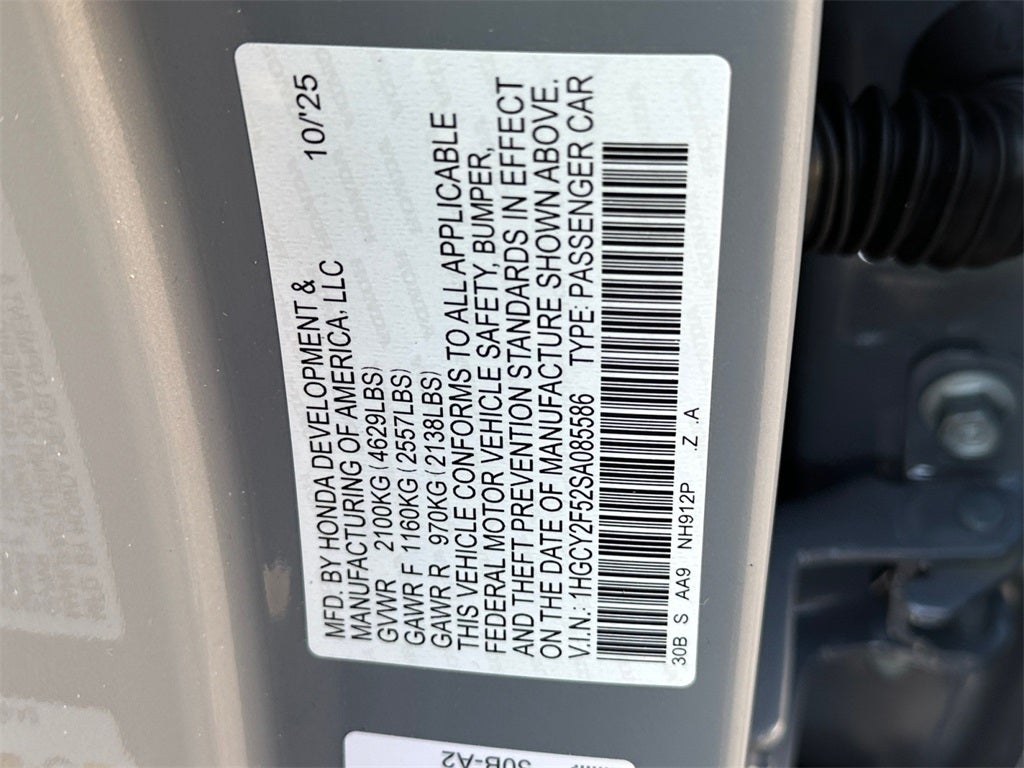 10/'25
MFD. BY HONDA DEVELOPMENT &
MANUFACTURING OF AMERICA, LLC
GVWR 2100KG (4629LBS)
GAWR F 1160KG (2557LBS)
GAWR R 970KG (2138LBS)
THIS VEHICLE CONFORMS TO ALL APPLICABLE
FEDERAL MOTOR VEHICLE SAFETY, BUMPER,
AND THEFT PREVENTION STANDARDS IN EFFECT
ON THE DATE OF MANUFACTURE SHOWN ABOVE.
V.I.N.: 1HGCY2F52SA085586 TYPE: PASSENGER CAR
30B S AA9 NH912P .Z .A
30B-A2